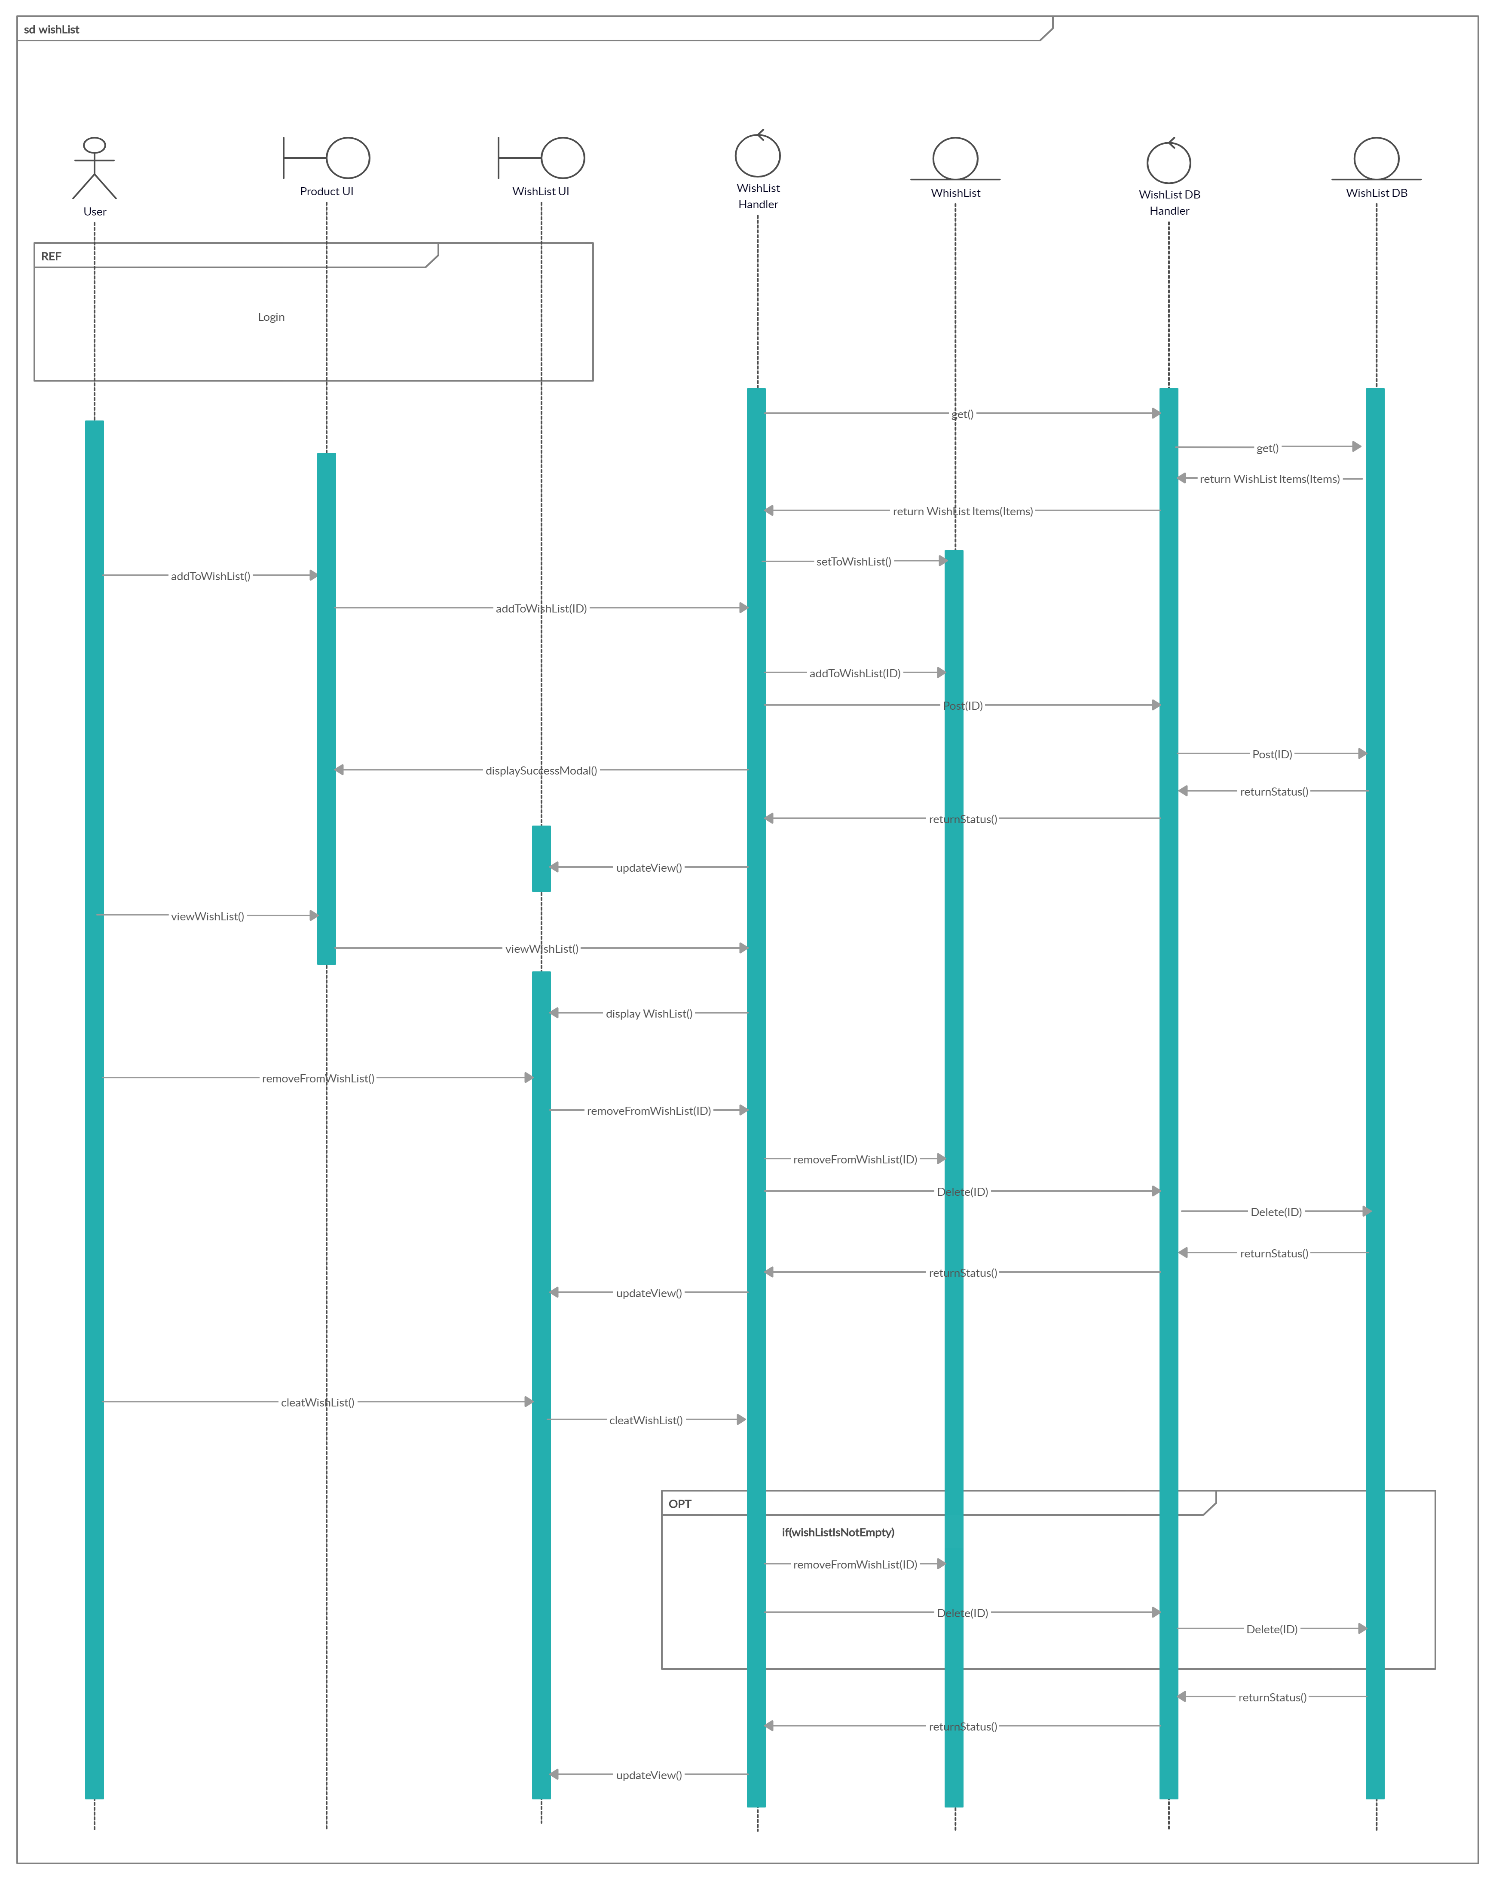 sd wishList
User
Product UI
WishList UI
WishList
Handler
WhishList
WishList DB
Handler
WishList DB
REF
Login
get()
get()
return WishList Items(Items)
return WishList Items(Items)
setToWishList()
addToWishList()
addToWishList(ID)
addToWishList(ID)
Post(ID)
Post(ID)
displaySuccessModal()
returnStatus()
returnStatus()
updateView()
viewWishList()
viewWishList()
display WishList()
removeFromWishList()
removeFromWishList(ID)
removeFromWishList(ID)
Delete(ID)
Delete(ID)
returnStatus()
returnStatus()
updateView()
cleatWishList()
cleatWishList()
OPT
if(wishListIsNotEmpty)
removeFromWishList(ID)
Delete(ID)
Delete(ID)
returnStatus()
returnStatus()
updateView()